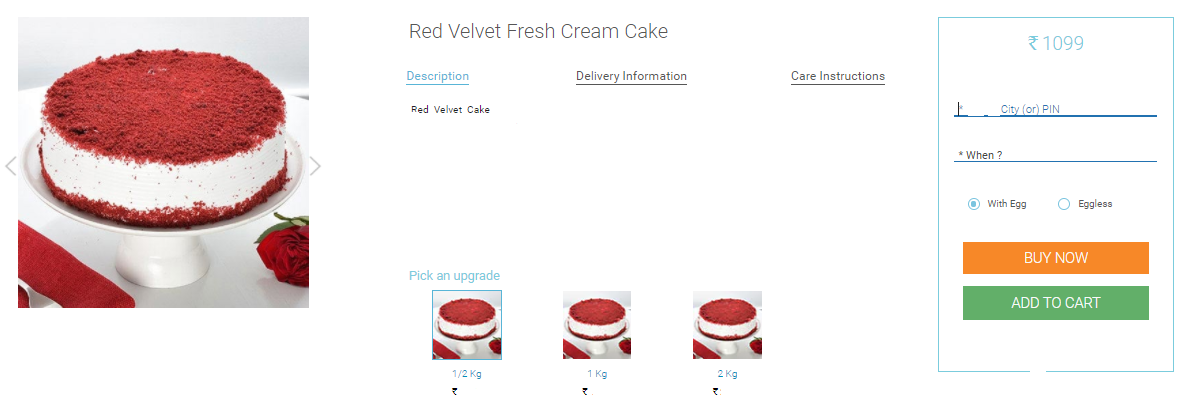 Red Velvet Fresh Cream Cake
Description
Delivery Information
Care Instructions
Red Velvet Cake
Pick an upgrade
1/2 Kg
1 Kg
2 Kg
₹
₹
₹
₹ 1099
* City (or) PIN
* When ?
With Egg
Eggless
BUY NOW
ADD TO CART